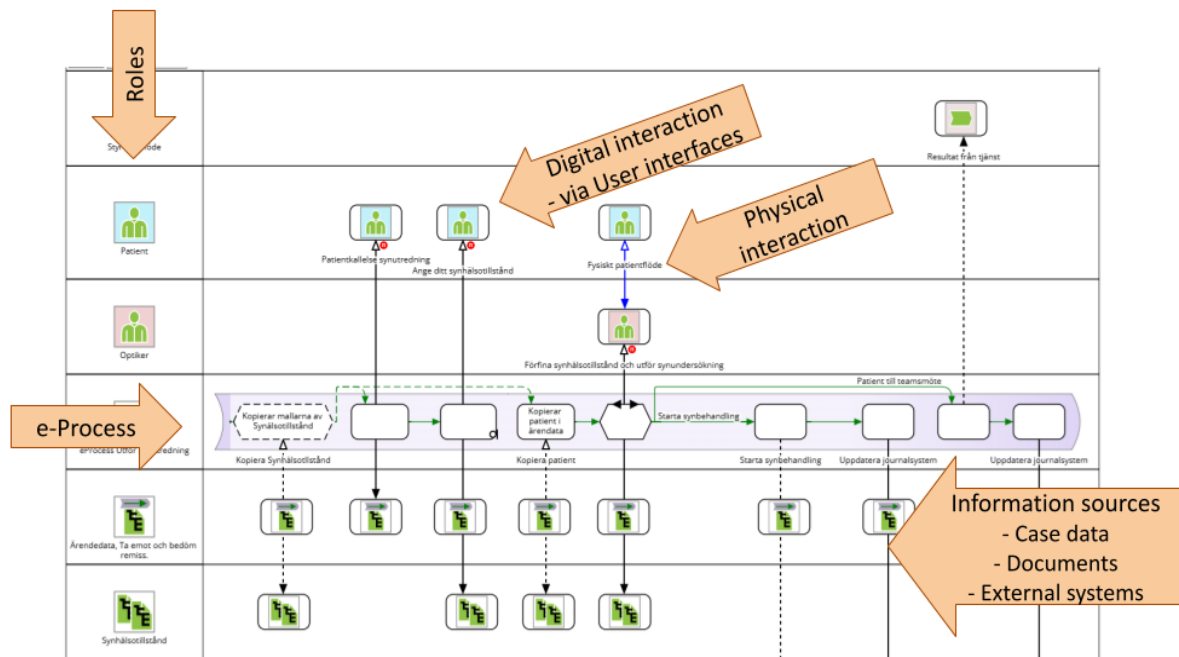 Roles
Digital interaction
- via User interfaces
Physical
interaction
Resultat från tjänst
Patient
Patientkallelse synutredning
Ange ditt synhälsotillstånd
Fysiskt patientflöde
Optiker
Förfina synhälsotillstånd och utför synundersökning
e-Process
Kopierar mallarna av
Synälsotillstånd
Kopierar
patient i
ärendata
Patient till teamsmöte
Starta synbehandling
eProcess Utför
Kopiera Synhälsotillstånd
Kopiera patient
Starta synbehandling
Uppdatera journalsystem
Uppdatera journalsystem
Ärendedata, Ta emot och bedöm
remiss.
Information sources
- Case data
- Documents
- External systems
Synhälsotillstånd